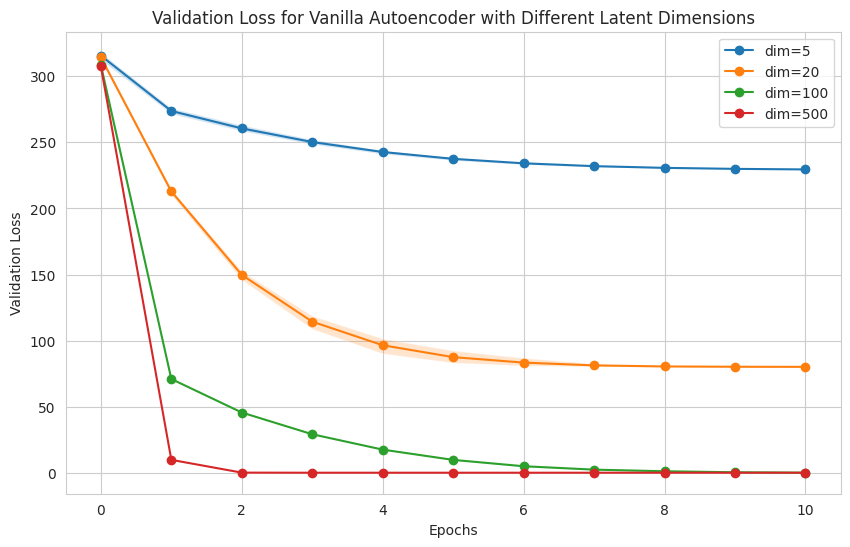 Validation Loss for Vanilla Autoencoder with Different Latent Dimensions
dim=5
dim=20
dim=100
dim=500
Validation Loss
300
250
200
150
100
50
0
0 2 4 6 8 10
Epochs